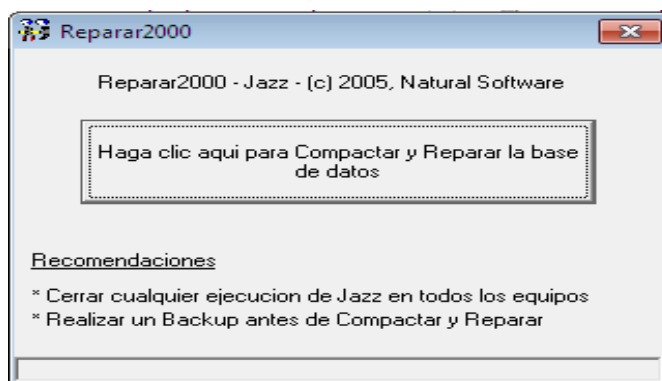 Reparar2000
Reparar2000 - Jazz - (c) 2005, Natural Software
Haga clic aqui para Compactar y Reparar la base
de datos
Recomendaciones
* Cerrar cualquier ejecucion de Jazz en todos los equipos
* Realizar un Backup antes de Compactar y Reparar